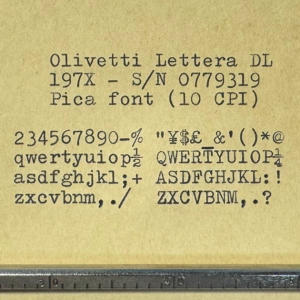 Olivetti Lettera DL
197X - S/N 0779319
Pica font (10 CPI)
234567890-% "¥$£_&'()*@
qwertyuiop½ QWERTYUIOP¼
asdfghjkl;+ ASDFGHJKL:!
zxcvbnm,./ ZXCVBNM,.?